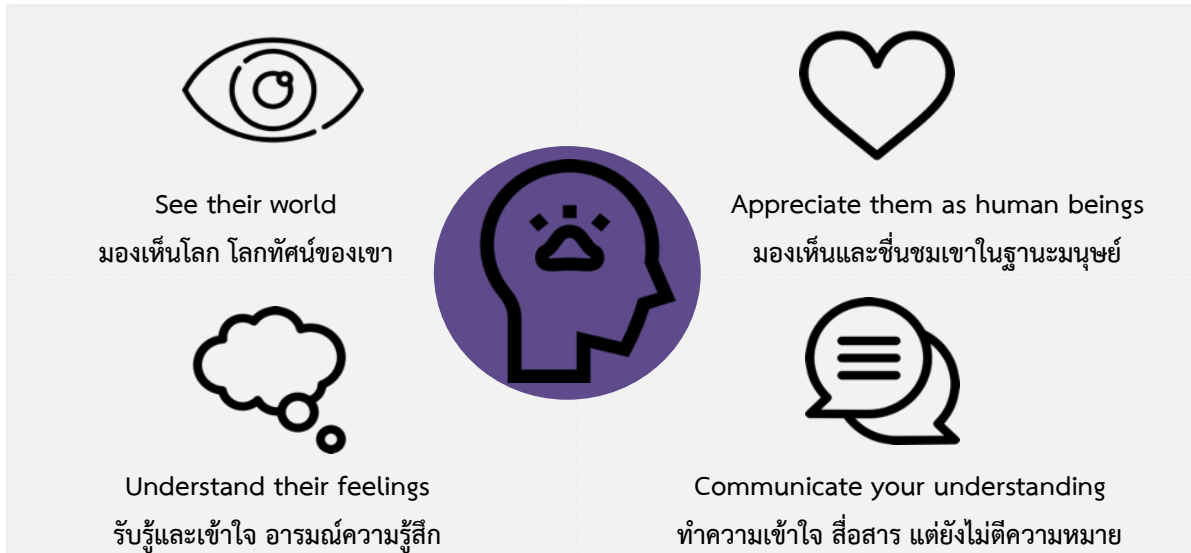 See their world
มองเห็นโลก โลกทัศน์ของเขา
Appreciate them as human beings
มองเห็นและชื่นชมเขาในฐานะมนุษย์
Understand their feelings
รับรู้และเข้าใจ อารมณ์ความรู้สึก
Communicate your understanding
ทำความเข้าใจ สื่อสาร แต่ยังไม่ตีความหมาย